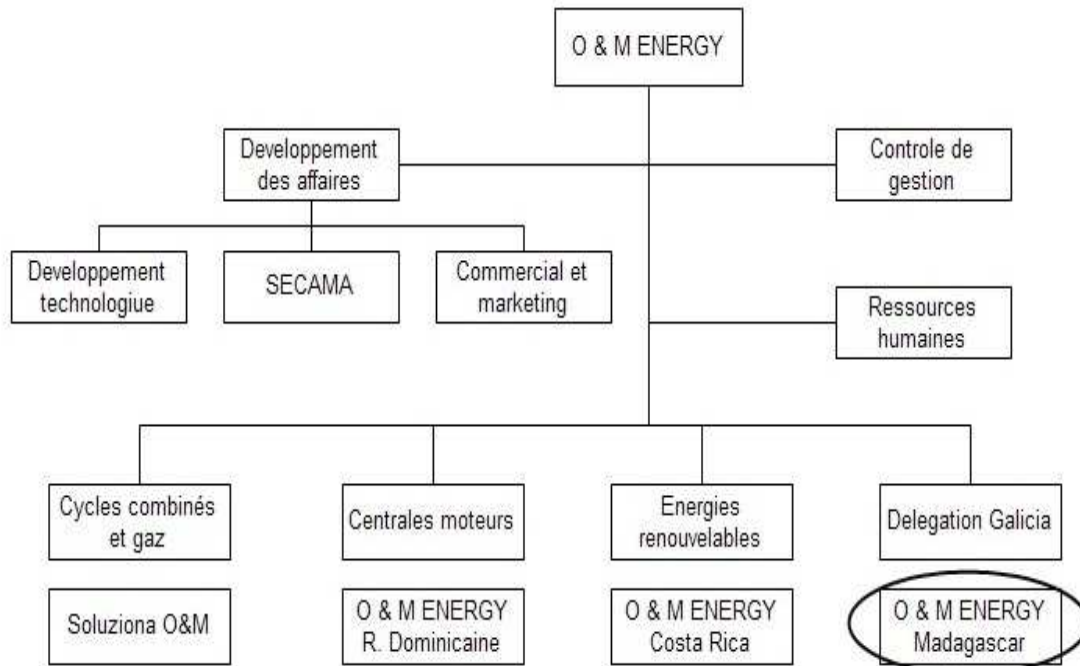 O & M ENERGY
Developpement
des affaires
Controle de
gestion
Developpement
technologiue
SECAMA
Commercial et
marketing
Ressources
humaines
Cycles combinés
et gaz
Centrales moteurs
Energies
renouvelables
Delegation Galicia
Soluziona O&M
O & M ENERGY
R. Dominicaine
O & M ENERGY
Costa Rica
O & M ENERGY
Madagascar